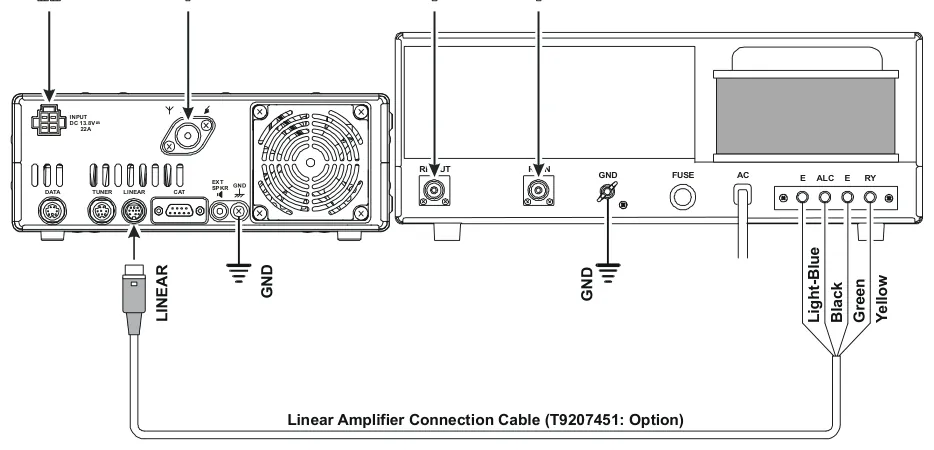 INPUT
DC 13.8V
22A
DATA
TUNER
LINEAR
CAT
EXT
SPKR
GND
GND
FUSE
AC
E
ALC
E
RY
LINEAR
GND
GND
Light-Blue
Black
Green
Yellow
Linear Amplifier Connection Cable (T9207451: Option)